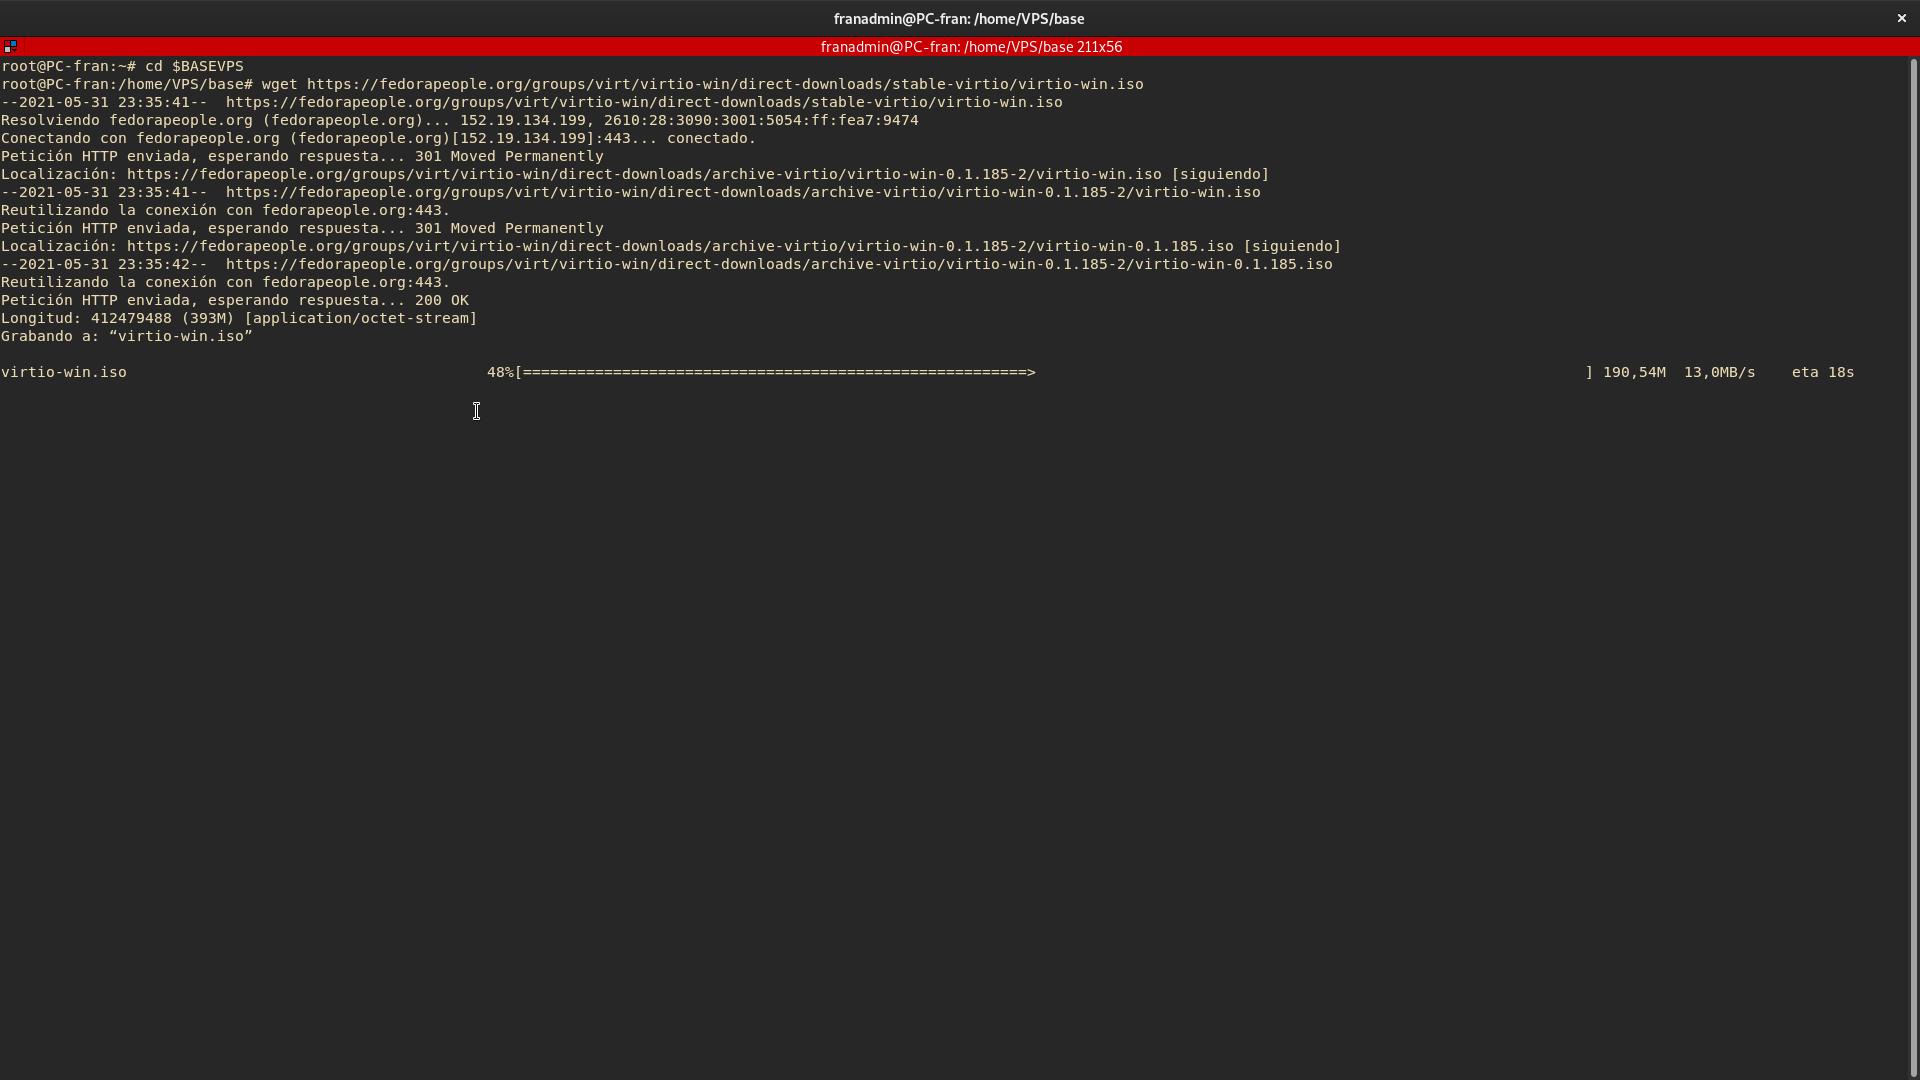 franadmin@PC-fran: /home/VPS/base
franadmin@PC-fran: /home/VPS/base 211x56
root@PC-fran:~# cd $BASEVPS
root@PC-fran:/home/VPS/base# wget https://fedorapeople.org/groups/virt/virtio-win/direct-downloads/stable-virtio/virtio-win.iso
--2021-05-31 23:35:41--  https://fedorapeople.org/groups/virt/virtio-win/direct-downloads/stable-virtio/virtio-win.iso
Resolviendo fedorapeople.org (fedorapeople.org)... 152.19.134.199, 2610:28:3090:3001:5054:ff:fea7:9474
Conectando con fedorapeople.org (fedorapeople.org)[152.19.134.199]:443... conectado.
Petición HTTP enviada, esperando respuesta... 301 Moved Permanently
Localización: https://fedorapeople.org/groups/virt/virtio-win/direct-downloads/archive-virtio/virtio-win-0.1.185-2/virtio-win.iso [siguiendo]
--2021-05-31 23:35:41--  https://fedorapeople.org/groups/virt/virtio-win/direct-downloads/archive-virtio/virtio-win-0.1.185-2/virtio-win.iso
Reutilizando la conexión con fedorapeople.org:443.
Petición HTTP enviada, esperando respuesta... 301 Moved Permanently
Localización: https://fedorapeople.org/groups/virt/virtio-win/direct-downloads/archive-virtio/virtio-win-0.1.185-2/virtio-win-0.1.185.iso [siguiendo]
--2021-05-31 23:35:42--  https://fedorapeople.org/groups/virt/virtio-win/direct-downloads/archive-virtio/virtio-win-0.1.185-2/virtio-win-0.1.185.iso
Reutilizando la conexión con fedorapeople.org:443.
Petición HTTP enviada, esperando respuesta... 200 OK
Longitud: 412479488 (393M) [application/octet-stream]
Grabando a: “virtio-win.iso”
virtio-win.iso 48%[========================================================> ] 190,54M 13,0MB/s eta 18s